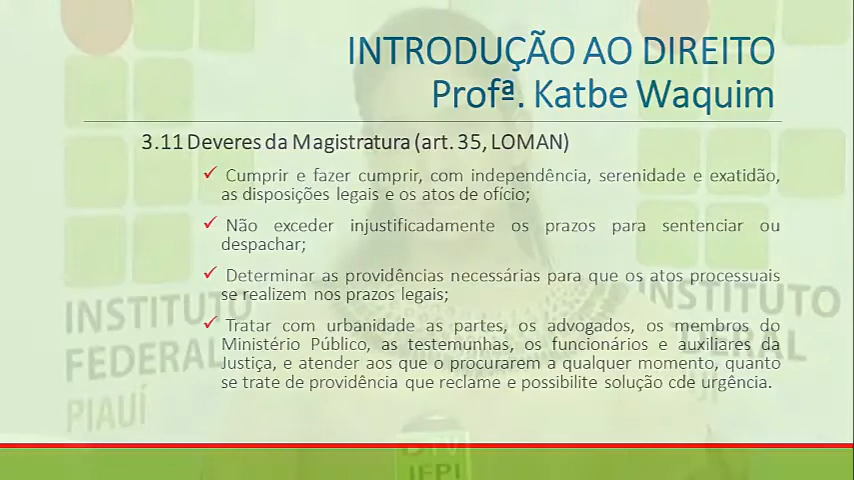 INTRODUÇÃO AO DIREITO
Profª. Katbe Waquim
3.11 Deveres da Magistratura (art. 35, LOMAN)
✓ Cumprir e fazer cumprir, com independência, serenidade e exatidão,
as disposições legais e os atos de ofício;
✓ Não exceder injustificadamente os prazos para sentenciar ou
despachar;
✓ Determinar as providências necessárias para que os atos processuais
se realizem nos prazos legais;
✓ Tratar com urbanidade as partes, os advogados, os membros do
Ministério Público, as testemunhas, os funcionários e auxiliares da
Justiça, e atender aos que o procurarem a qualquer momento, quanto
se trate de providência que reclame e possibilite solução cde urgência.
INSTITUTO
FEDERAL
PIAUÍ
INSTITUTO
DERAL
IFPI